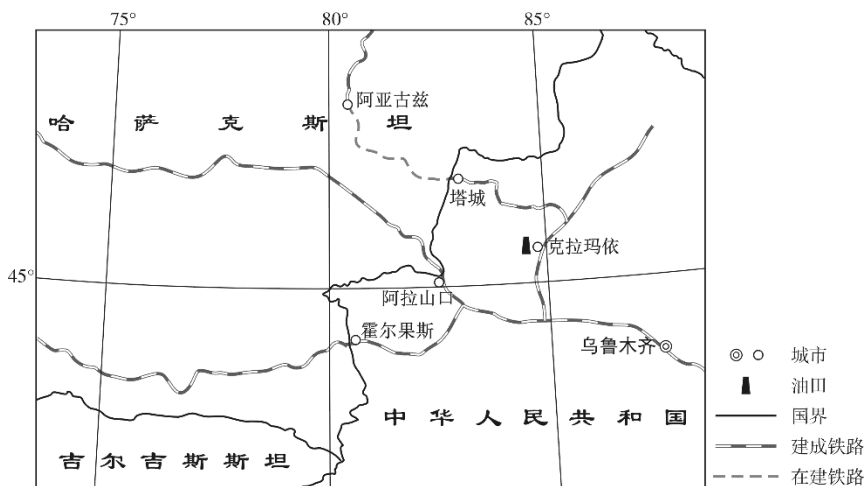 75°
80°
85°
阿亚古兹
哈萨克斯坦
塔城
克拉玛依
45°
阿拉山口
霍尔果斯
乌鲁木齐
城市
油田
中华人民共和国
国界
建成铁路
吉尔吉斯斯坦
在建铁路